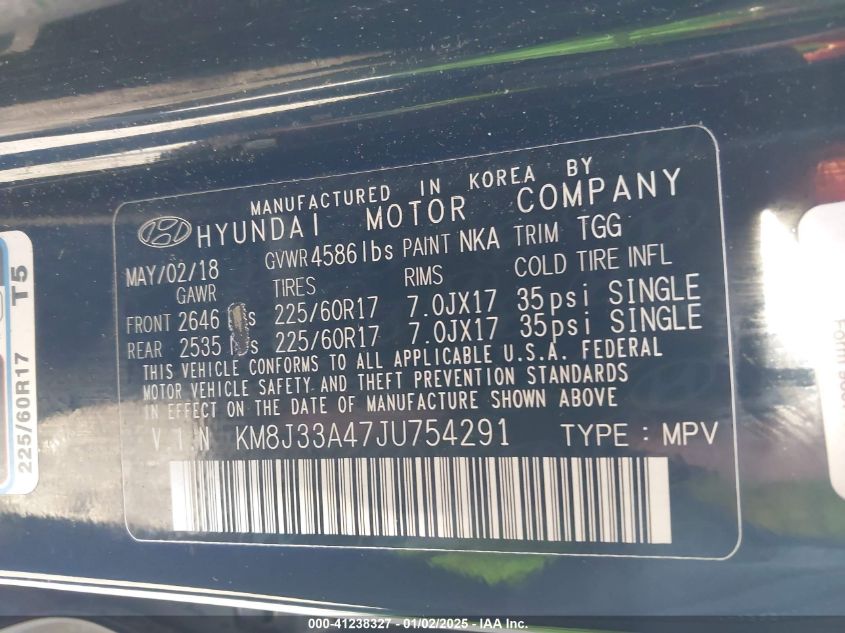 MANUFACTURED IN KOREA BY
HYUNDAI MOTOR COMPANY
MAY/02/18 GVWR 4586lbs PAINT NKA TRIM TGG
GAWR TIRES RIMS COLD TIRE INFL
FRONT 2646 s 225/60R17 7.0JX17 35psi SINGLE
REAR 2535 s 225/60R17 7.0JX17 35psi SINGLE
THIS VEHICLE CONFORMS TO ALL APPLICABLE U.S.A. FEDERAL
MOTOR VEHICLE SAFETY AND THEFT PREVENTION STANDARDS
IN EFFECT ON THE DATE OF MANUFACTURE SHOWN ABOVE
V.I.N KM8J33A47JU754291 TYPE : MPV
225/60R17 T5
000-41238327 - 01/02/2025 - IAA Inc.